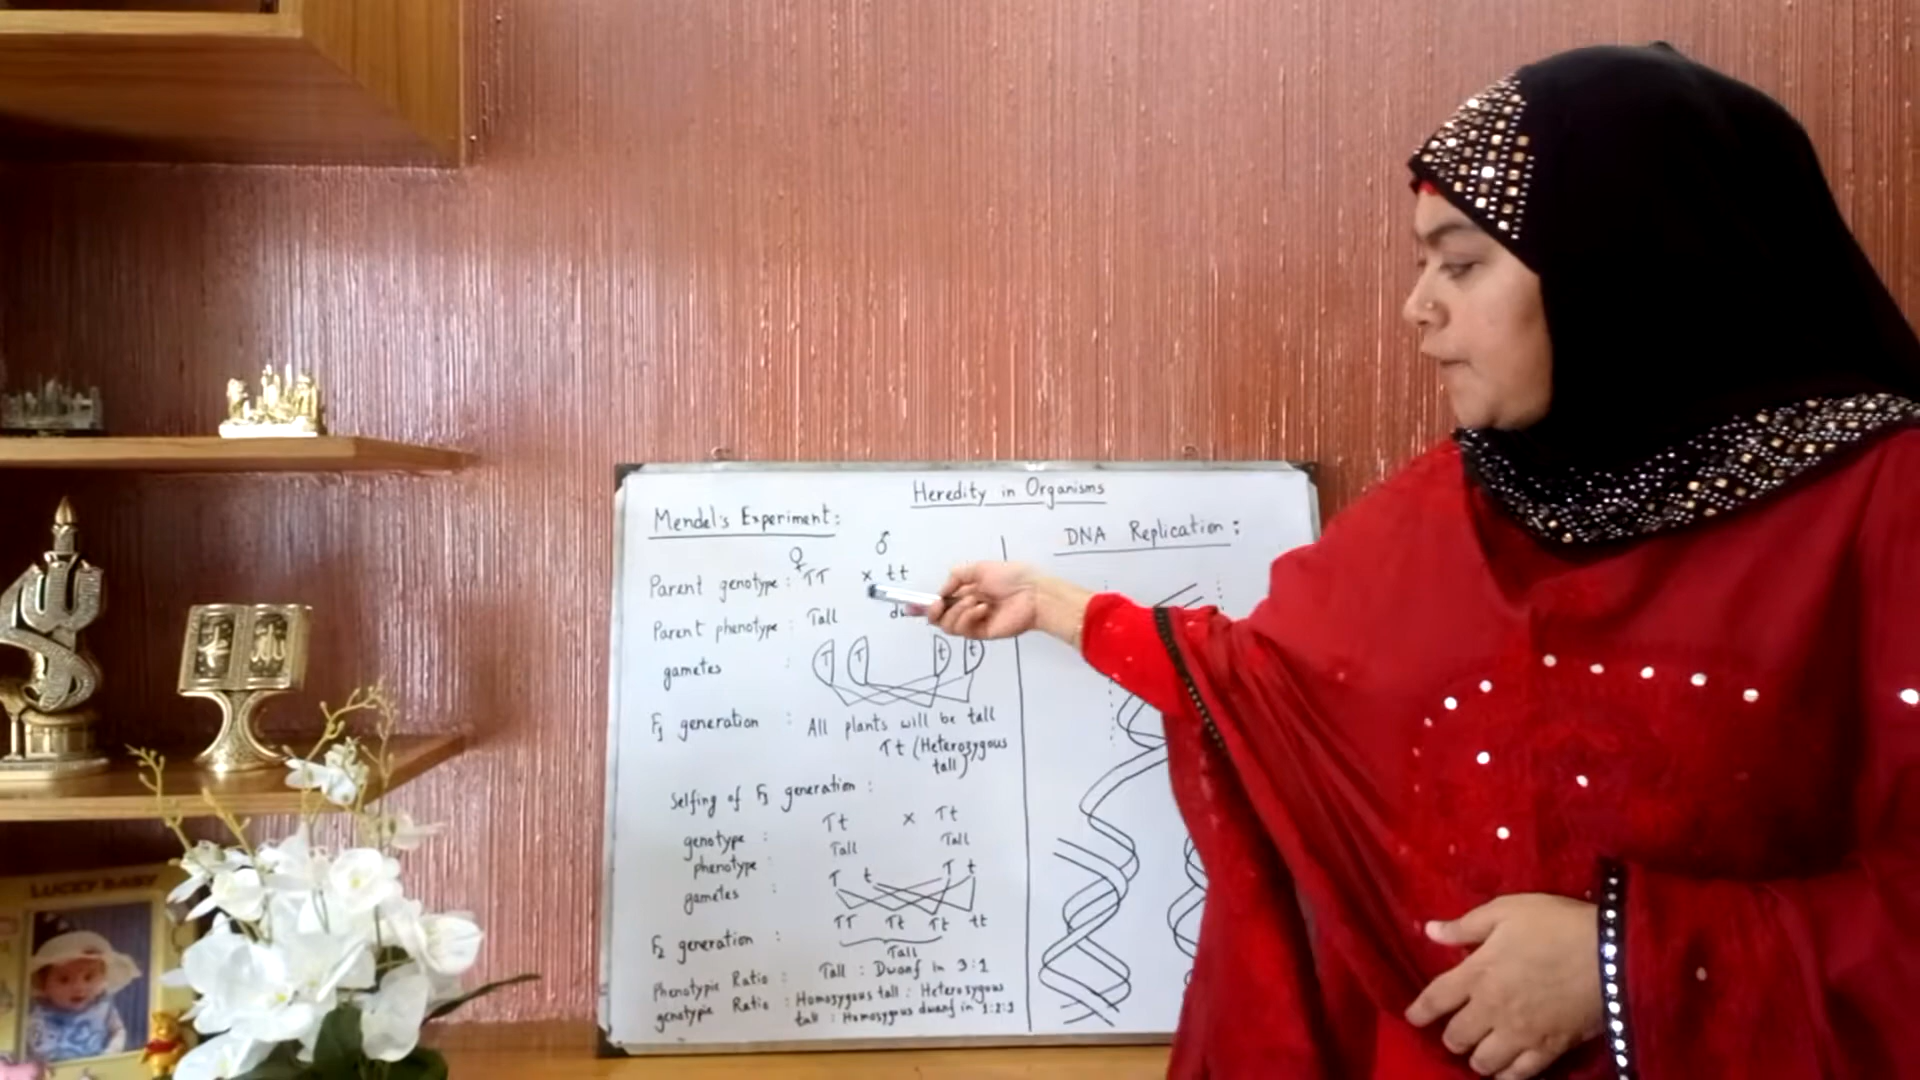 Heredity in Organisms
Mendel's Experiment:
♀ ♂
Parent genotype : TT x tt
Parent phenotype : Tall
gametes : T T t t
F1 generation : All plants will be tall
Tt (Heterozygous
tall)
Selfing of F1 generation :
genotype : Tt x Tt
phenotype : Tall Tall
gametes : T t T t
TT Tt Tt tt
F2 generation :
Tall
Phenotypic Ratio : Tall : Dwarf in 3:1
genotypic Ratio : Homozygous tall : Heterozygous
tall : Homozygous dwarf in 1:2:1
DNA Replication :
LUCKY BABY